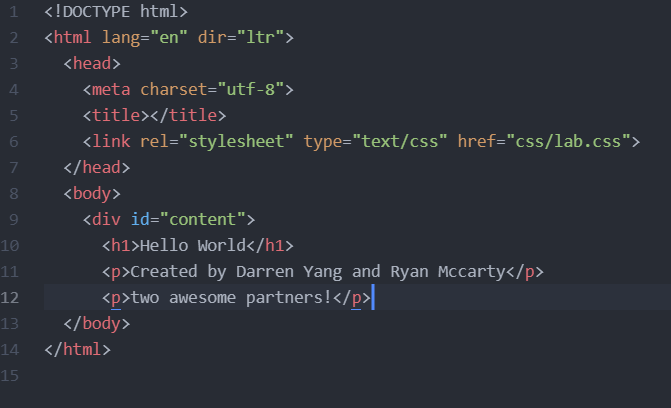 1 <!DOCTYPE html>
2 <html lang="en" dir="ltr">
3   <head>
4     <meta charset="utf-8">
5     <title></title>
6     <link rel="stylesheet" type="text/css" href="css/lab.css">
7   </head>
8   <body>
9     <div id="content">
10       <h1>Hello World</h1>
11       <p>Created by Darren Yang and Ryan Mccarty</p>
12       <p>two awesome partners!</p>
13   </body>
14 </html>
15